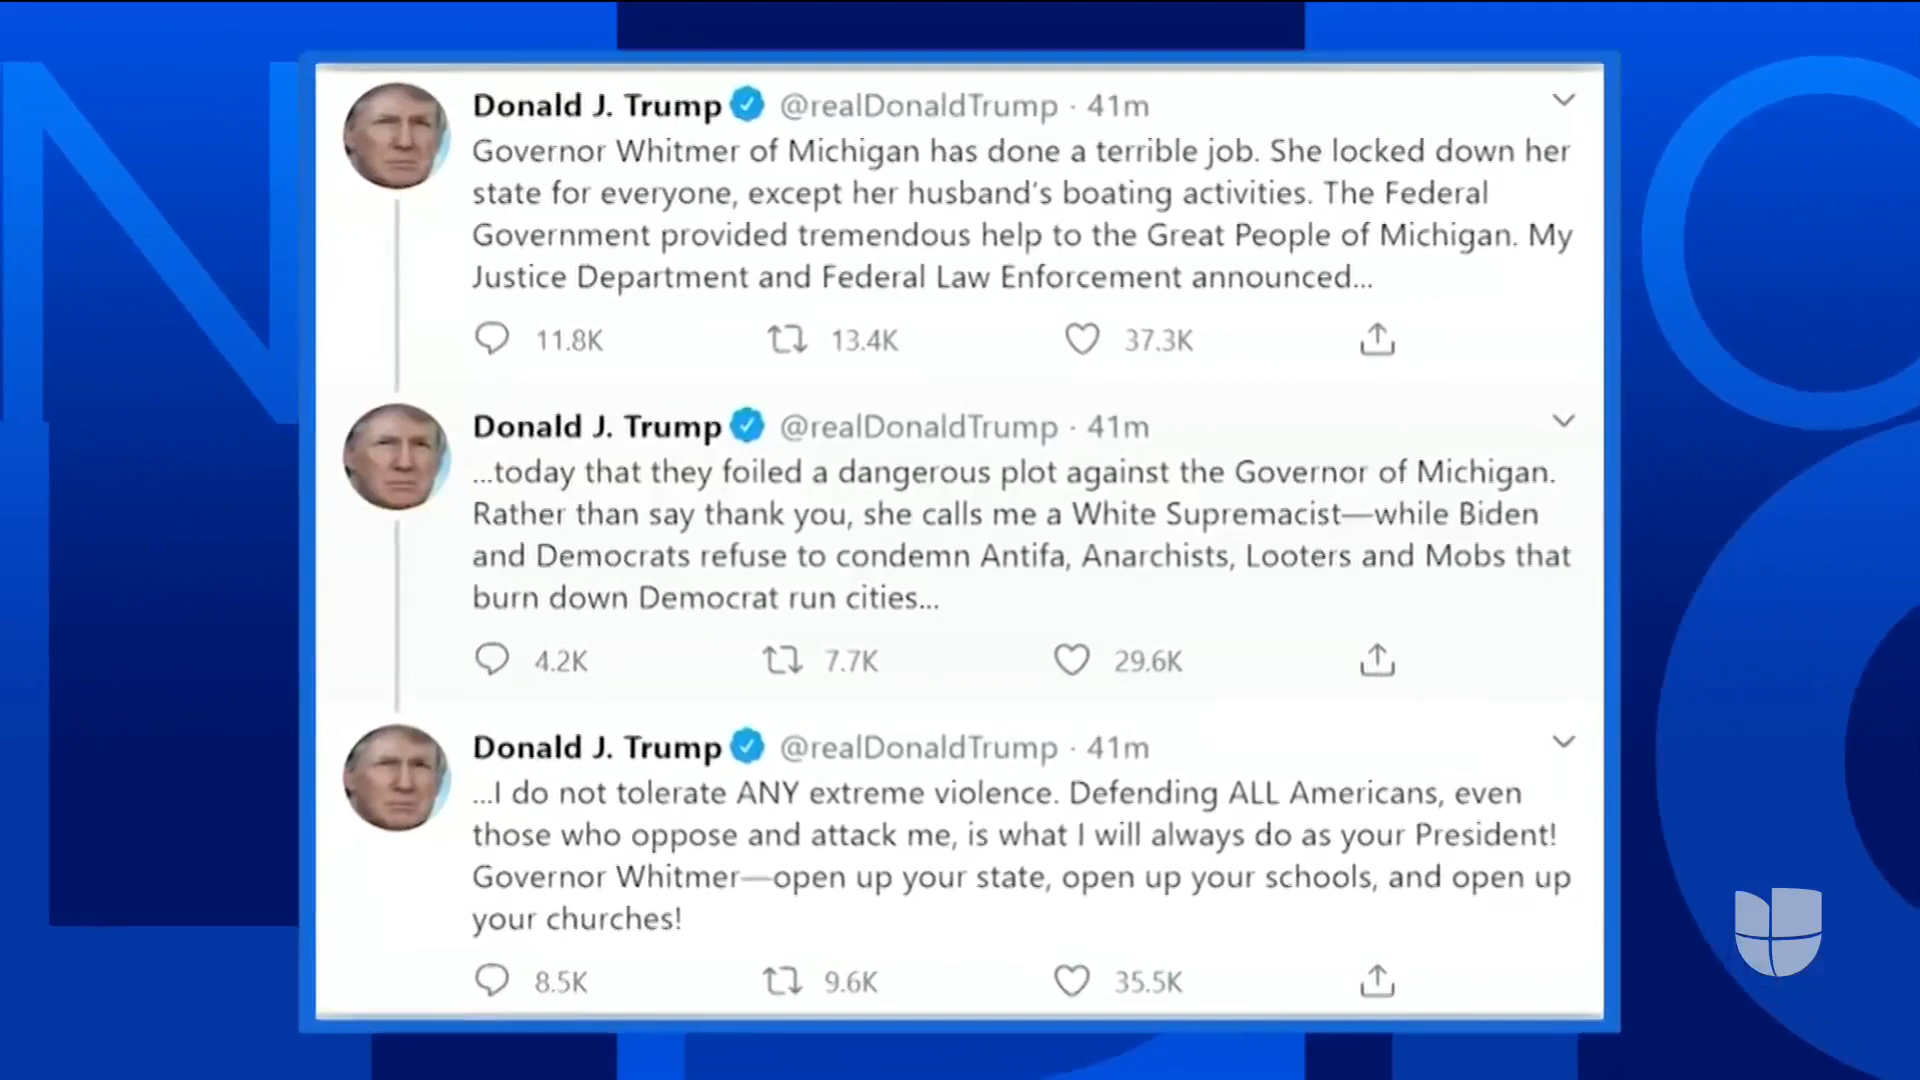 Donald J. Trump @realDonaldTrump · 41m
Governor Whitmer of Michigan has done a terrible job. She locked down her
state for everyone, except her husband’s boating activities. The Federal
Government provided tremendous help to the Great People of Michigan. My
Justice Department and Federal Law Enforcement announced...
11.8K 13.4K 37.3K
Donald J. Trump @realDonaldTrump · 41m
...today that they foiled a dangerous plot against the Governor of Michigan.
Rather than say thank you, she calls me a White Supremacist—while Biden
and Democrats refuse to condemn Antifa, Anarchists, Looters and Mobs that
burn down Democrat run cities...
4.2K 7.7K 29.6K
Donald J. Trump @realDonaldTrump · 41m
...I do not tolerate ANY extreme violence. Defending ALL Americans, even
those who oppose and attack me, is what I will always do as your President!
Governor Whitmer—open up your state, open up your schools, and open up
your churches!
8.5K 9.6K 35.5K